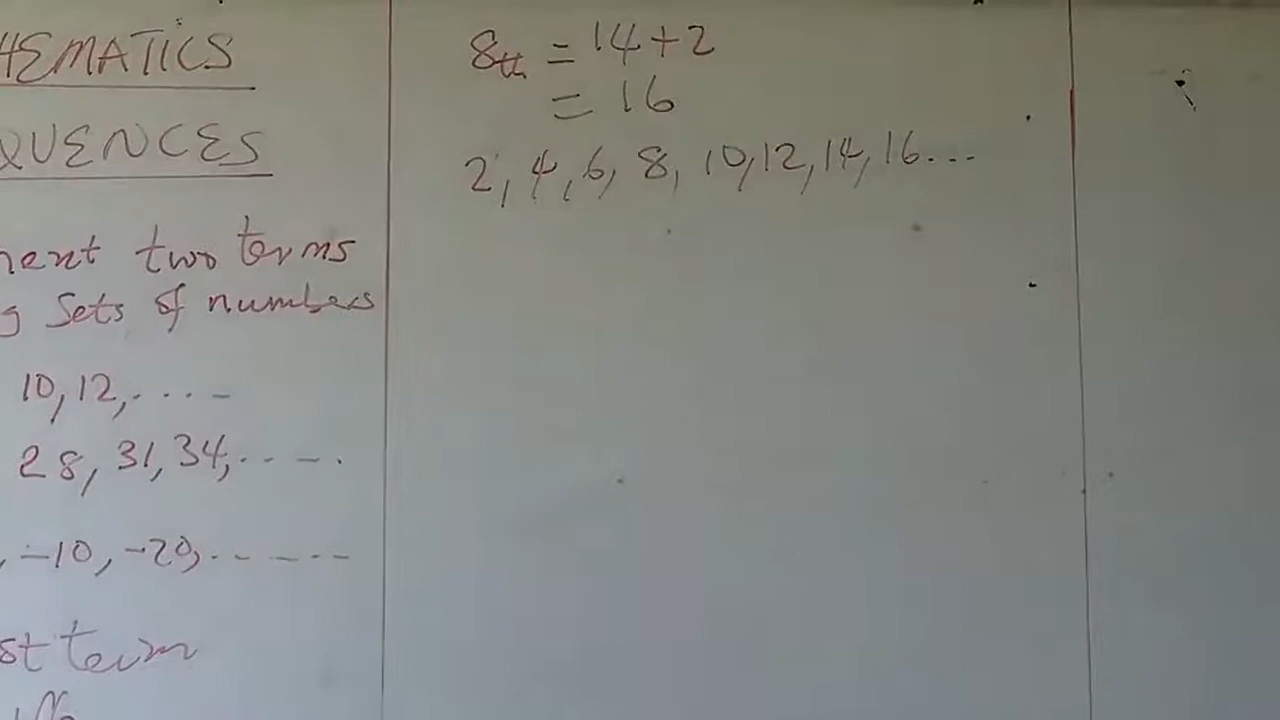 HEMATICS
QUENCES
next two terms
g Sets of numbers
10, 12, . . . . –
28, 31, 34, . . . – .
, –10, –20, . . . . . .
st term
8th = 14 + 2
= 16
2, 4, 6, 8, 10, 12, 14, 16 . . .